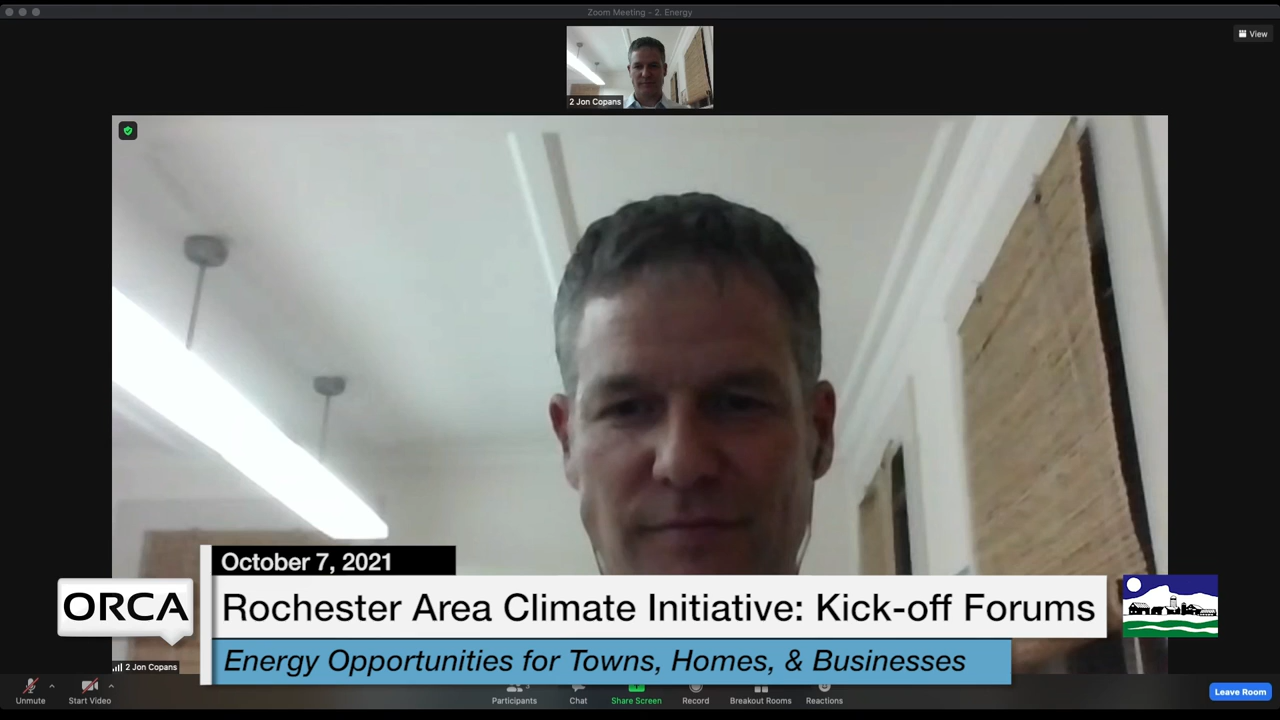 Zoom Meeting - 2. Energy
View
2 Jon Copans
October 7, 2021
ORCA
Rochester Area Climate Initiative: Kick-off Forums
Energy Opportunities for Towns, Homes, & Businesses
2 Jon Copans
Unmute
Start Video
Participants
Chat
Share Screen
Record
Breakout Rooms
Reactions
Leave Room